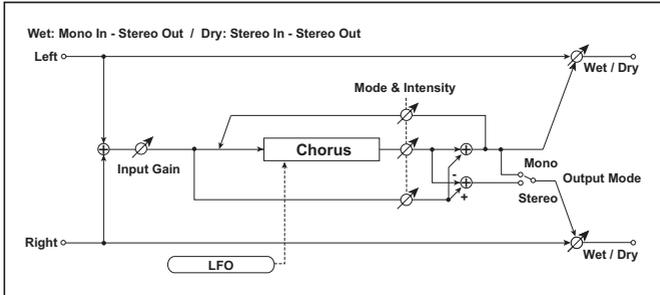 Wet: Mono In - Stereo Out / Dry: Stereo In - Stereo Out
Left
Wet / Dry
Mode & Intensity
Chorus
Input Gain
-
+
Mono
Output Mode
Stereo
Right
Wet / Dry
LFO